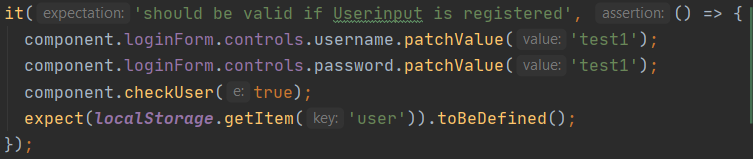 it( expectation: 'should be valid if Userinput is registered', assertion: () => {
component.loginForm.controls.username.patchValue( value: 'test1');
component.loginForm.controls.password.patchValue( value: 'test1');
component.checkUser( e: true);
expect(localStorage.getItem( key: 'user')).toBeDefined();
});